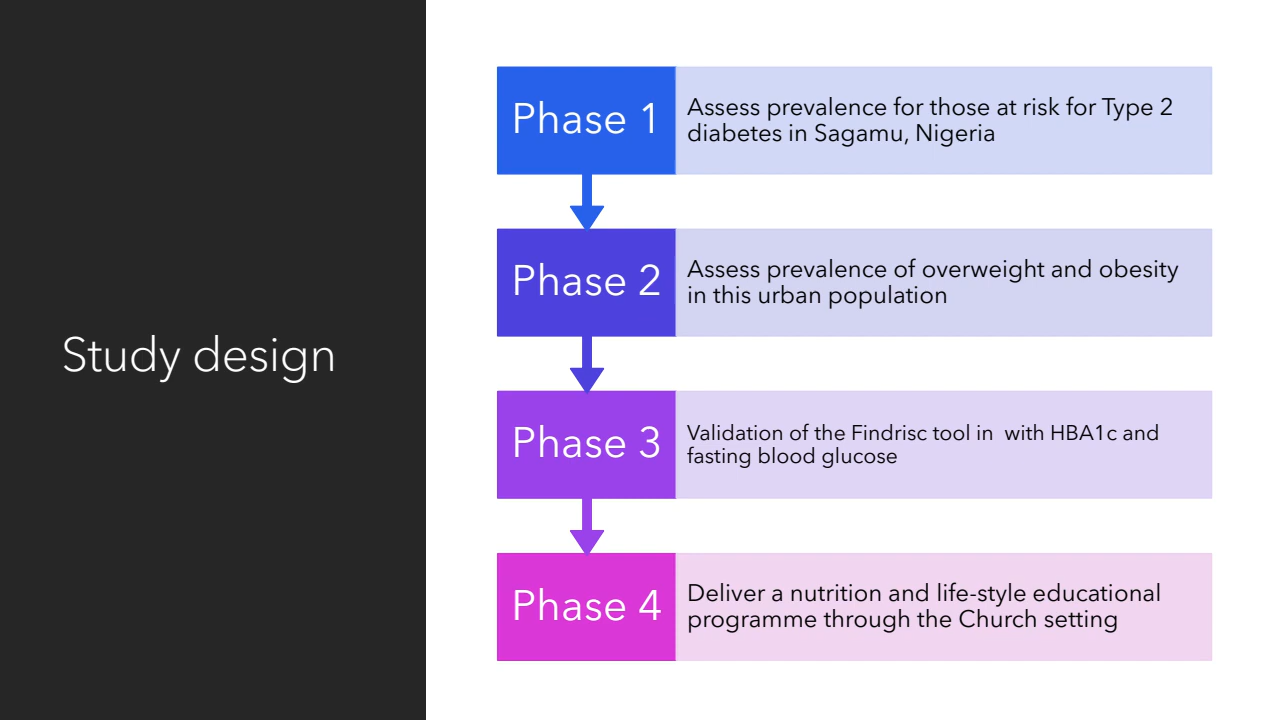 Study design
Phase 1
Assess prevalence for those at risk for Type 2
diabetes in Sagamu, Nigeria
Phase 2
Assess prevalence of overweight and obesity
in this urban population
Phase 3
Validation of the Findrisc tool in  with HBA1c and
fasting blood glucose
Phase 4
Deliver a nutrition and life-style educational
programme through the Church setting